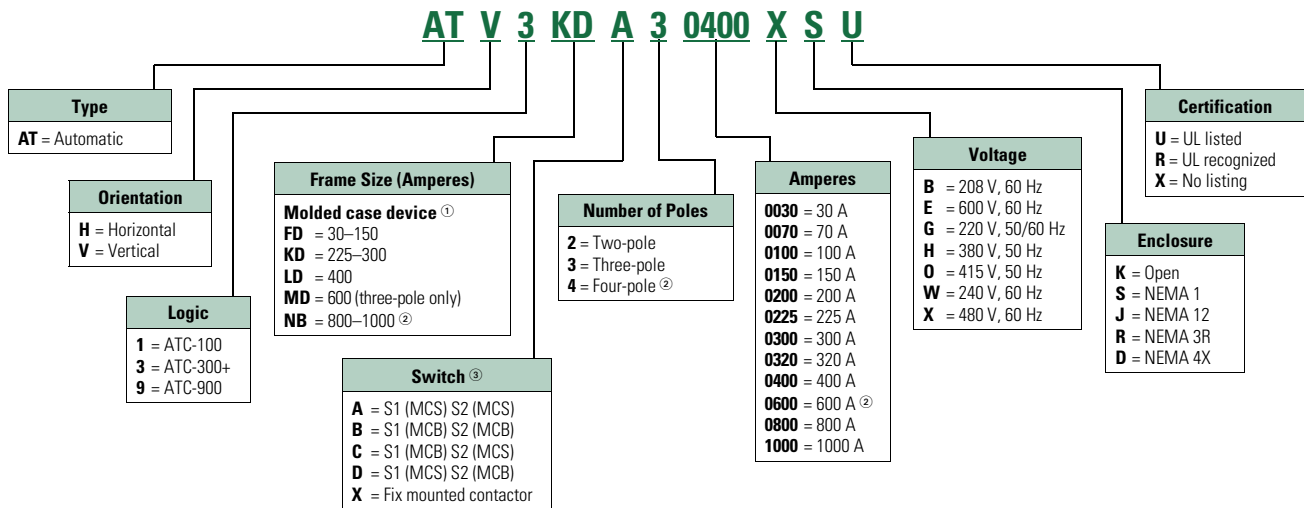 AT V 3 KD A 3 0400 X S U
Type
AT = Automatic
Orientation
H = Horizontal
V = Vertical
Logic
1 = ATC-100
3 = ATC-300+
9 = ATC-900
Frame Size (Amperes)
Molded case device ①
FD = 30–150
KD = 225–300
LD = 400
MD = 600 (three-pole only)
NB = 800–1000 ②
Switch ③
A = S1 (MCS) S2 (MCS)
B = S1 (MCB) S2 (MCB)
C = S1 (MCB) S2 (MCS)
D = S1 (MCS) S2 (MCB)
X = Fix mounted contactor
Number of Poles
2 = Two-pole
3 = Three-pole
4 = Four-pole ②
Amperes
0030 = 30 A
0070 = 70 A
0100 = 100 A
0150 = 150 A
0200 = 200 A
0225 = 225 A
0300 = 300 A
0320 = 320 A
0400 = 400 A
0600 = 600 A ②
0800 = 800 A
1000 = 1000 A
Voltage
B = 208 V, 60 Hz
E = 600 V, 60 Hz
G = 220 V, 50/60 Hz
H = 380 V, 50 Hz
O = 415 V, 50 Hz
W = 240 V, 60 Hz
X = 480 V, 60 Hz
Enclosure
K = Open
S = NEMA 1
J = NEMA 12
R = NEMA 3R
D = NEMA 4X
Certification
U = UL listed
R = UL recognized
X = No listing